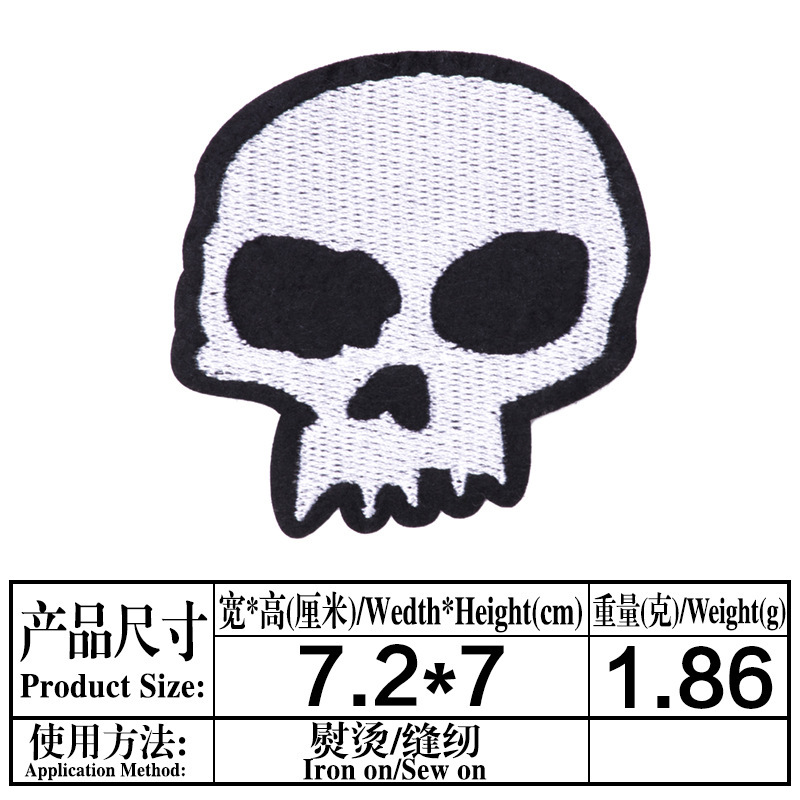 产品尺寸
Product Size:
宽*高(厘米)/Wedth*Height(cm)
重量(克)/Weight(g)
7.2*7
1.86
使用方法:
Application Method:
熨烫/缝纫
Iron on/Sew on